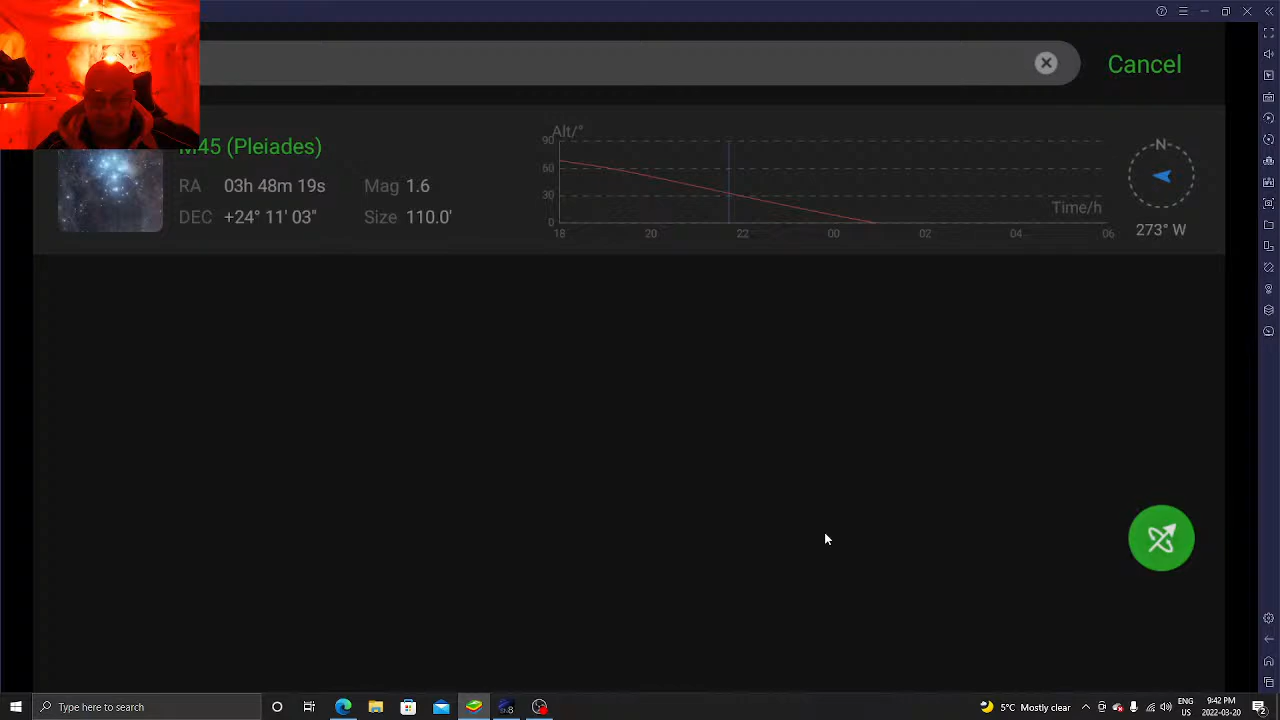 Cancel
M45 (Pleiades)
RA 03h 48m 19s Mag 1.6
DEC +24° 11' 03" Size 110.0'
Alt/°
90
60
30
0
18 20 22 00 02 04 06
Time/h
N
273° W
Type here to search
5°C Mostly clear
ENG
US
9:42 PM
2022-03-20